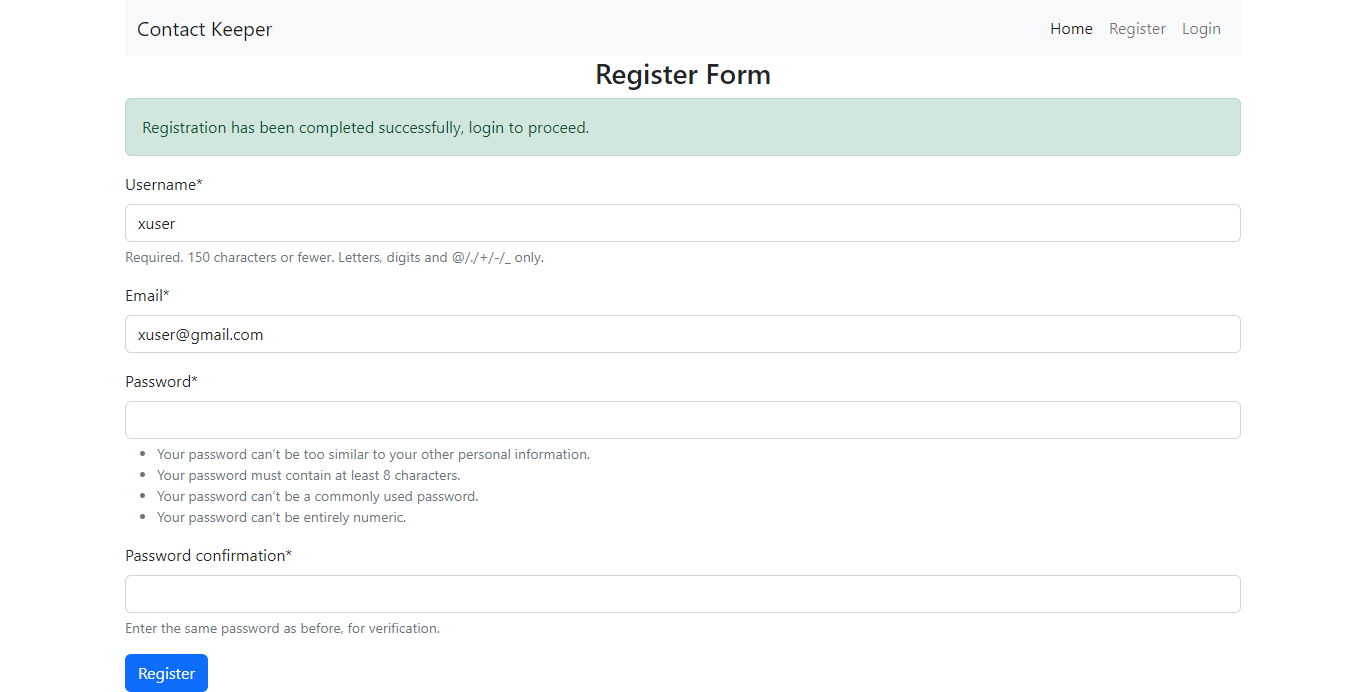 Contact Keeper
Home Register Login
Register Form
Registration has been completed successfully, login to proceed.
Username*
xuser
Required. 150 characters or fewer. Letters, digits and @/./+/-/_ only.
Email*
xuser@gmail.com
Password*
• Your password can’t be too similar to your other personal information.
• Your password must contain at least 8 characters.
• Your password can’t be a commonly used password.
• Your password can’t be entirely numeric.
Password confirmation*
Enter the same password as before, for verification.
Register